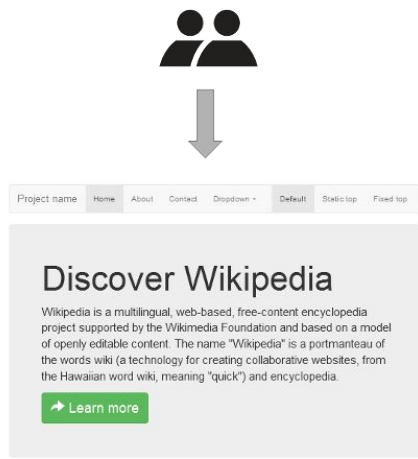 Project name Home About Contact Dropdown Default Static top Fixed top
Discover Wikipedia
Wikipedia is a multilingual, web-based, free-content encyclopedia
project supported by the Wikimedia Foundation and based on a model
of openly editable content. The name "Wikipedia" is a portmanteau of
the words wiki (a technology for creating collaborative websites, from
the Hawaiian word wiki, meaning "quick") and encyclopedia.
Learn more